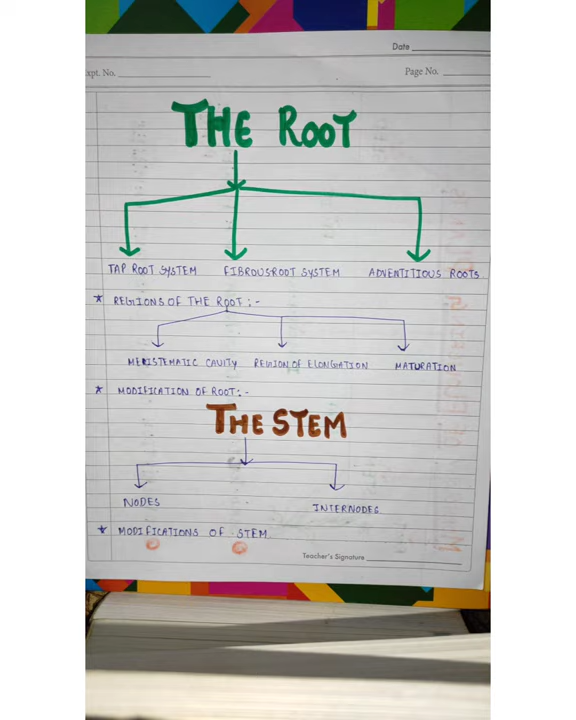 Date
xpt. No.
Page No.
THE ROOT
TAP ROOT SYSTEM FIBROUSROOT SYSTEM ADVENTITIOUS ROOTS
* REGIONS OF THE ROOT :-
MERISTEMATIC CAVITY REGION OF ELONGATION MATURATION
* MODIFICATION OF ROOT:-
THE STEM
NODES INTERNODES
* MODIFICATIONS OF STEM
Teacher's Signature